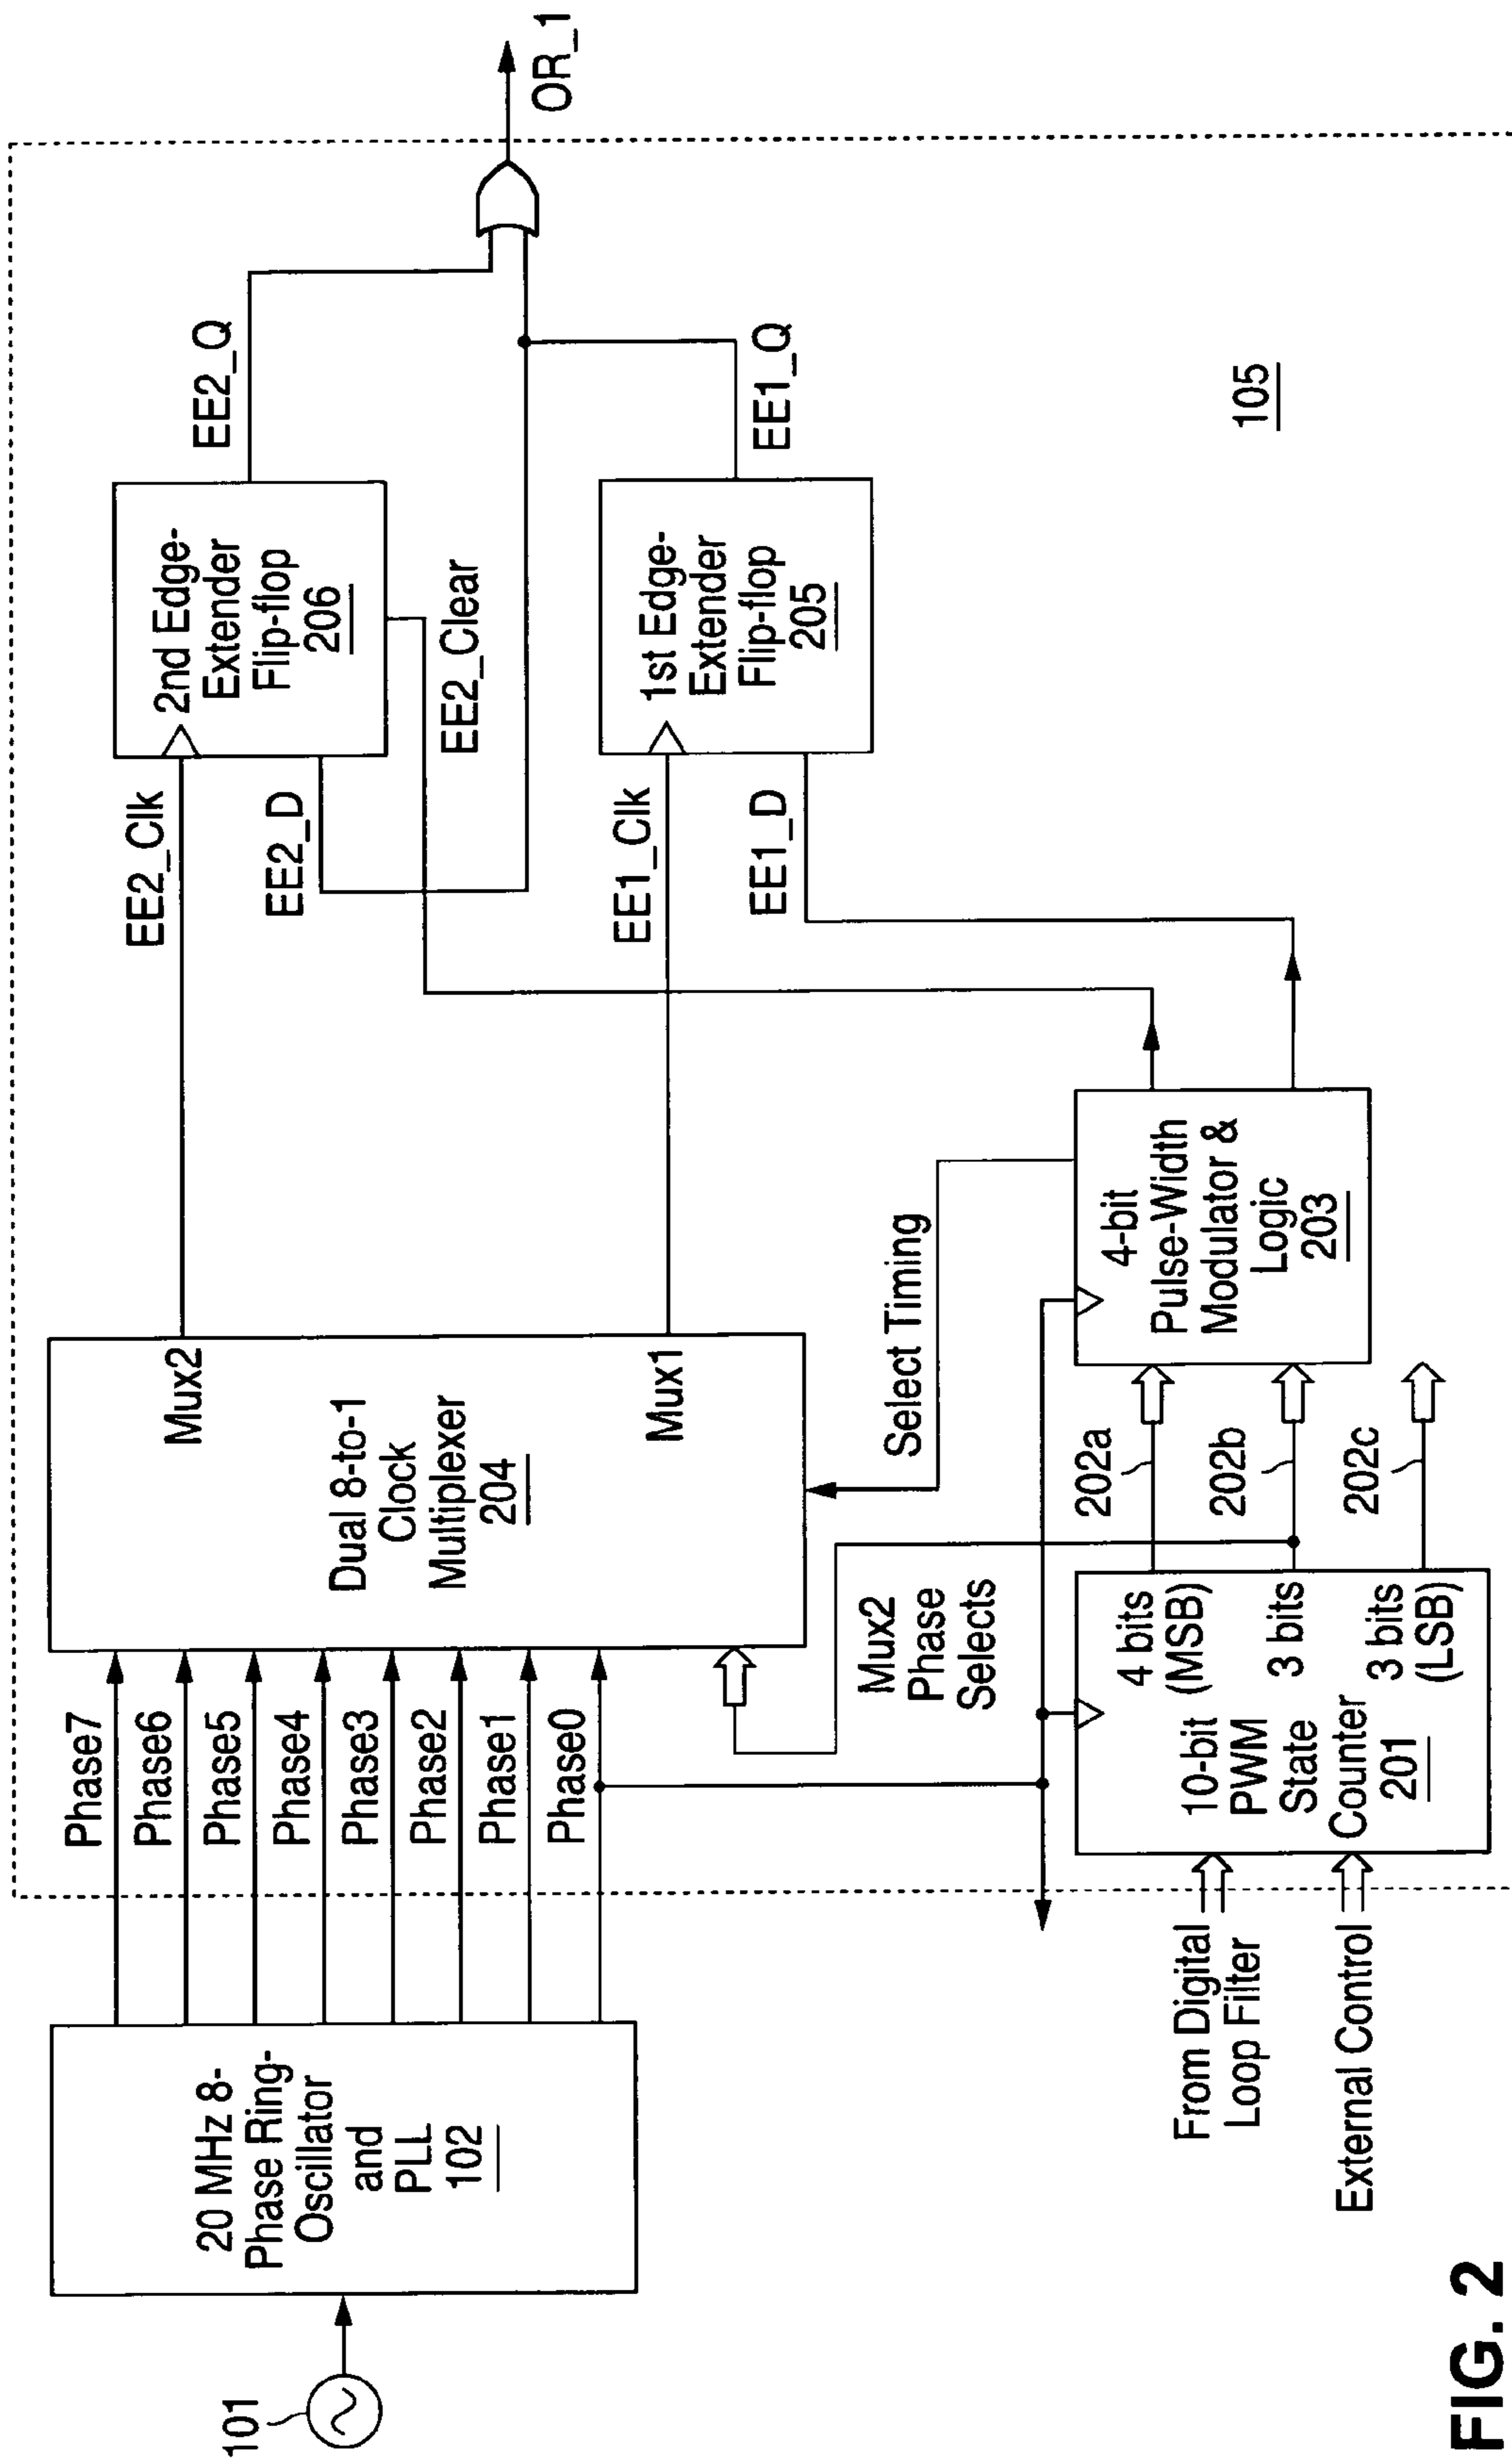 101
20 MHz 8-
Phase Ring-
Oscillator
and
PLL
102
Phase7
Phase6
Phase5
Phase4
Phase3
Phase2
Phase1
Phase0
Dual 8-to-1
Clock
Multiplexer
204
Mux2
Mux1
EE2_Clk
EE2_D
2nd Edge-
Extender
Flip-flop
206
EE2_Q
EE2_Clear
EE1_Clk
EE1_D
1st Edge-
Extender
Flip-flop
205
EE1_Q
OR_1
Mux2
Phase
Selects
Select Timing
From Digital
Loop Filter
External Control
10-bit
PWM
State
Counter
201
4 bits
(MSB)
3 bits
3 bits
(LSB)
202a
202b
202c
4-bit
Pulse-Width
Modulator &
Logic
203
105
FIG. 2